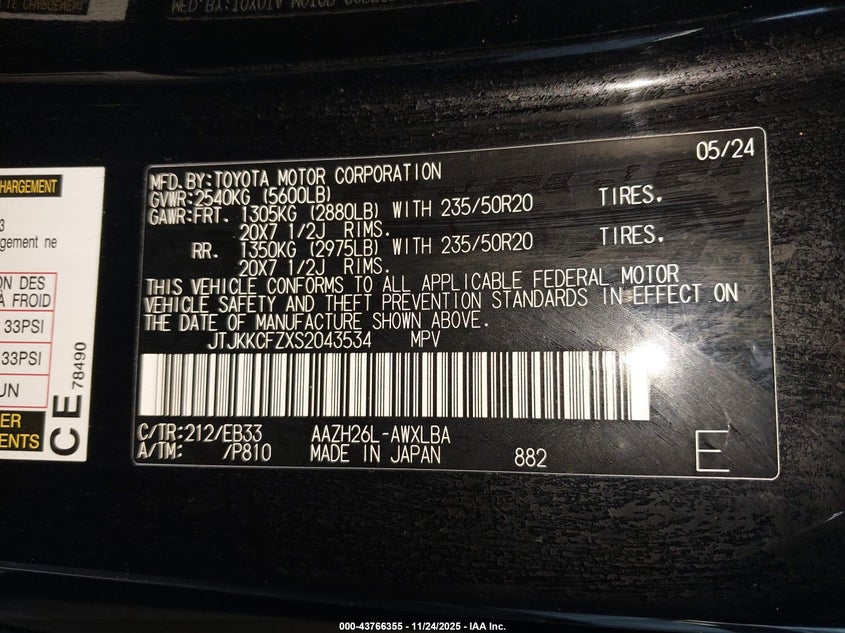 MFD.BY:TOYOTA MOTOR CORPORATION 05/24
GVWR:2540KG (5600LB)
GAWR:FRT. 1305KG (2880LB) WITH 235/50R20 TIRES.
20X7 1/2J RIMS.
RR. 1350KG (2975LB) WITH 235/50R20 TIRES.
20X7 1/2J RIMS.
THIS VEHICLE CONFORMS TO ALL APPLICABLE FEDERAL MOTOR
VEHICLE SAFETY AND THEFT PREVENTION STANDARDS IN EFFECT ON
THE DATE OF MANUFACTURE SHOWN ABOVE.
JTJKKCFZXS2043534 MPV
C/TR:212/EB33 AAZH26L-AWXLBA
A/TM: /P810 MADE IN JAPAN 882
E
HARGEMENT
3
gement ne
ON DES
À FROID
33PSI
33PSI
UN
ER
ENTS
CE 78490
000-43766355 - 11/24/2025 - IAA Inc.